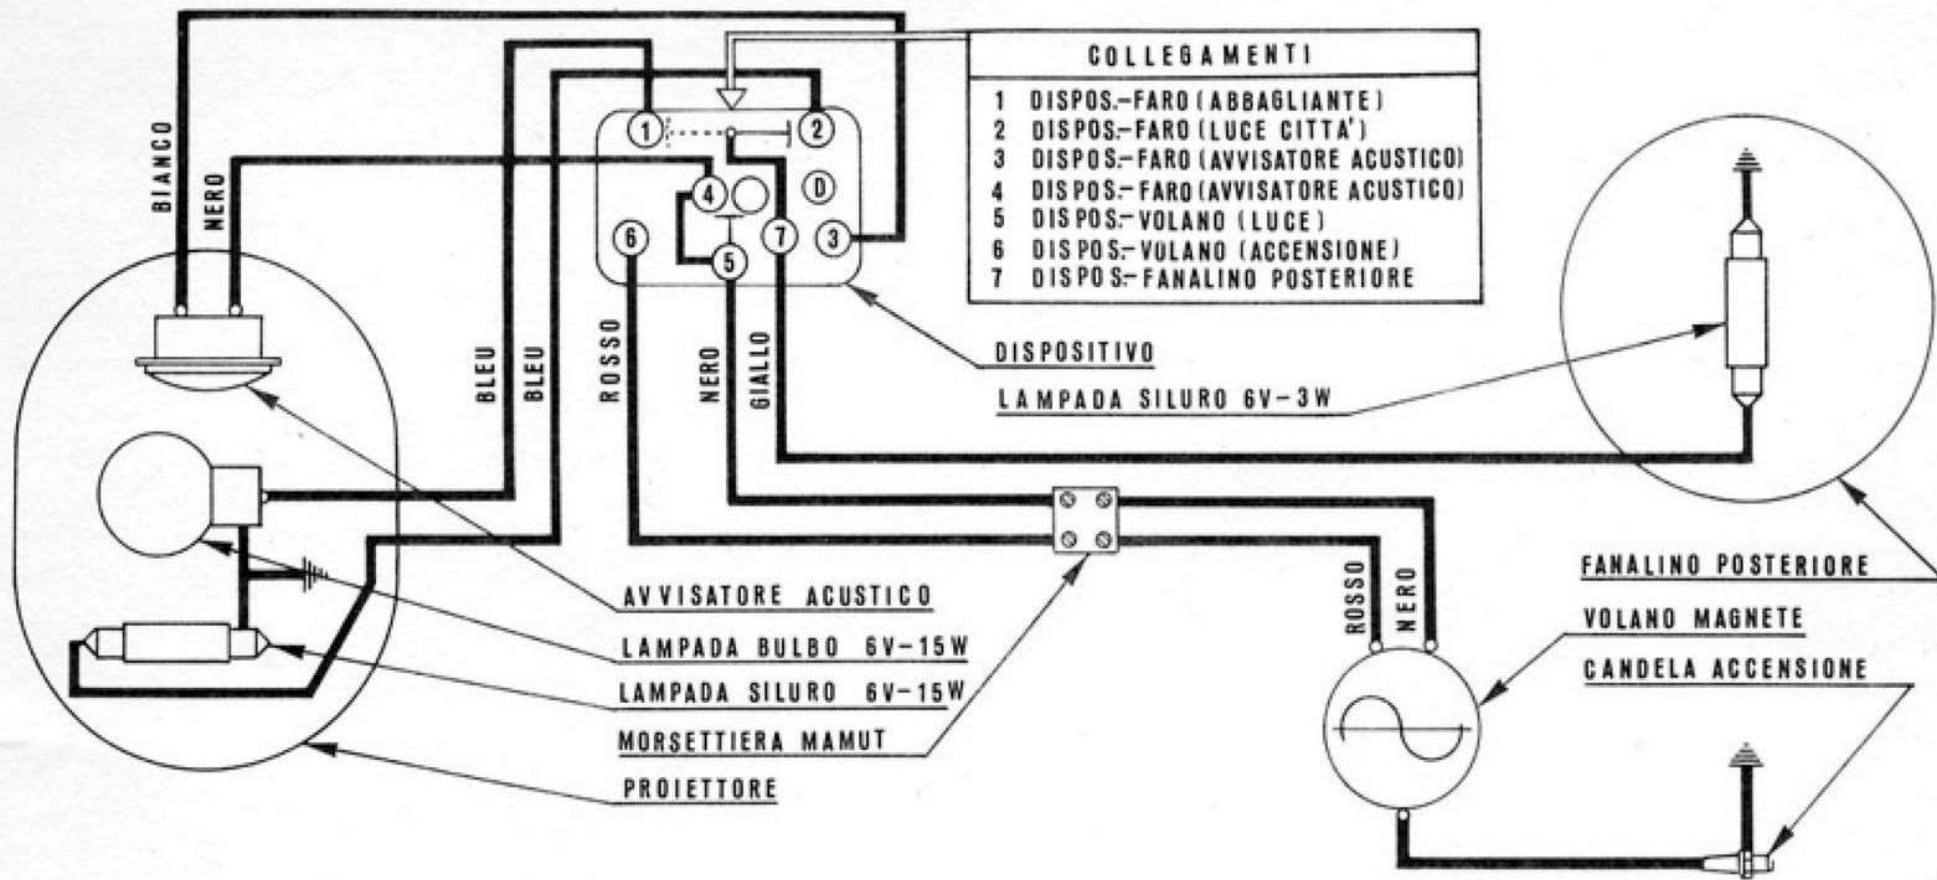 COLLEGAMENTI
1 DISPOS.-FARO (ABBAGLIANTE)
2 DISPOS.-FARO (LUCE CITTA')
3 DISPOS.-FARO (AVVISATORE ACUSTICO)
4 DISPOS.-FARO (AVVISATORE ACUSTICO)
5 DISPOS.-VOLANO (LUCE)
6 DISPOS.-VOLANO (ACCENSIONE)
7 DISPOS.-FANALINO POSTERIORE
BIANCO
NERO
1
2
4
D
6
5
7
3
BLEU
BLEU
ROSSO
NERO
GIALLO
DISPOSITIVO
LAMPADA SILURO 6V-3W
AVVISATORE ACUSTICO
LAMPADA BULBO 6V-15W
LAMPADA SILURO 6V-15W
MORSETTIERA MAMUT
PROIETTORE
ROSSO
NERO
FANALINO POSTERIORE
VOLANO MAGNETE
CANDELA ACCENSIONE